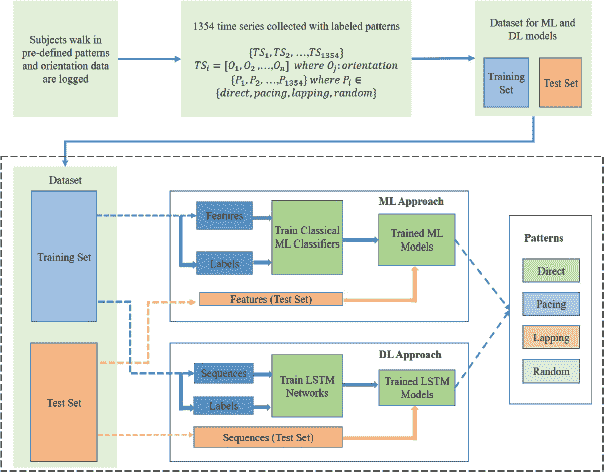 Subjects walk in
pre-defined patterns
and orientation data
are logged
1354 time series collected with labeled patterns
{TS₁, TS₂, …, TS₁₃₅₄}
TSᵢ = [O₁, O₂, …, Oₙ] where Oⱼ: orientation
{P₁, P₂, …, P₁₃₅₄} where Pᵢ ∈
{direct, pacing, lapping, random}
Dataset for ML and
DL models
Training
Set
Test Set
Dataset
Training Set
Test Set
ML Approach
Features
Labels
Train Classical
ML Classifiers
Trained ML
Models
Features (Test Set)
DL Approach
Sequences
Labels
Train LSTM
Networks
Trained LSTM
Models
Sequences (Test Set)
Patterns
Direct
Pacing
Lapping
Random